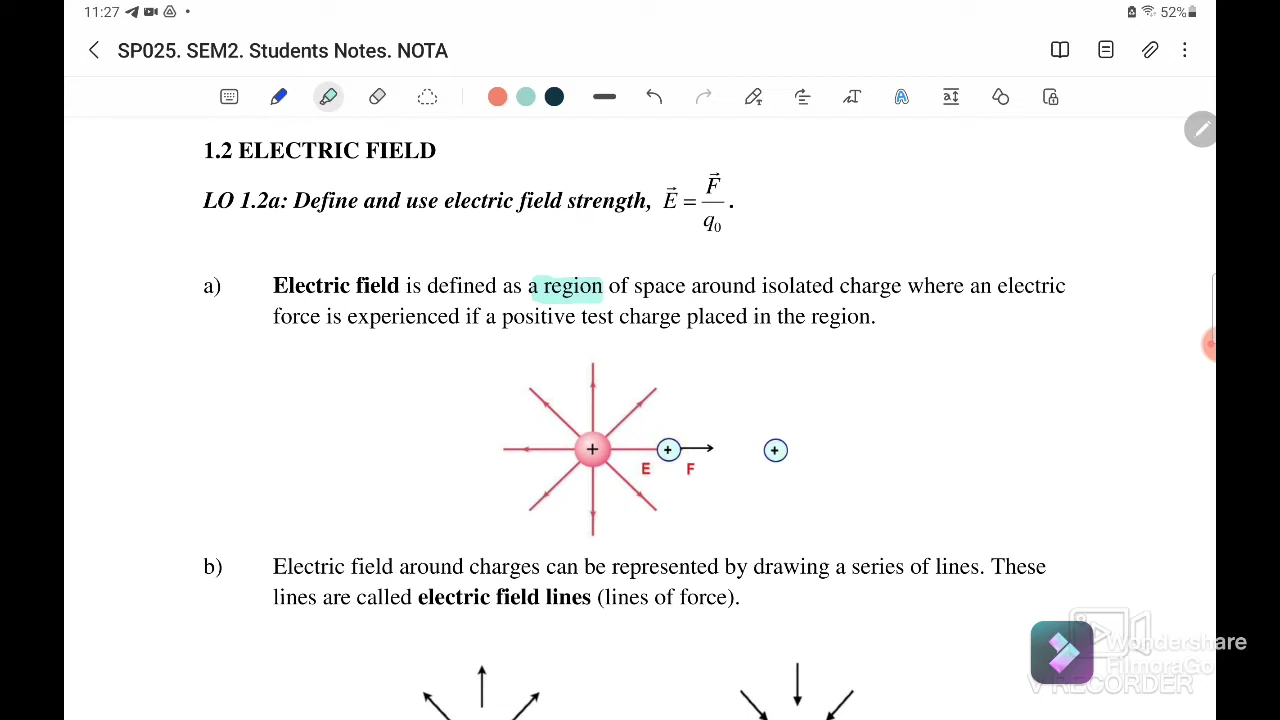 11:27
52%
SP025. SEM2. Students Notes. NOTA
1.2 ELECTRIC FIELD
LO 1.2a: Define and use electric field strength, E⃗ = F⃗ / q₀ .
a) Electric field is defined as a region of space around isolated charge where an electric
force is experienced if a positive test charge placed in the region.
+ + +
E F
b) Electric field around charges can be represented by drawing a series of lines. These
lines are called electric field lines (lines of force).
Wondershare
FilmoraGo
V RECORDER